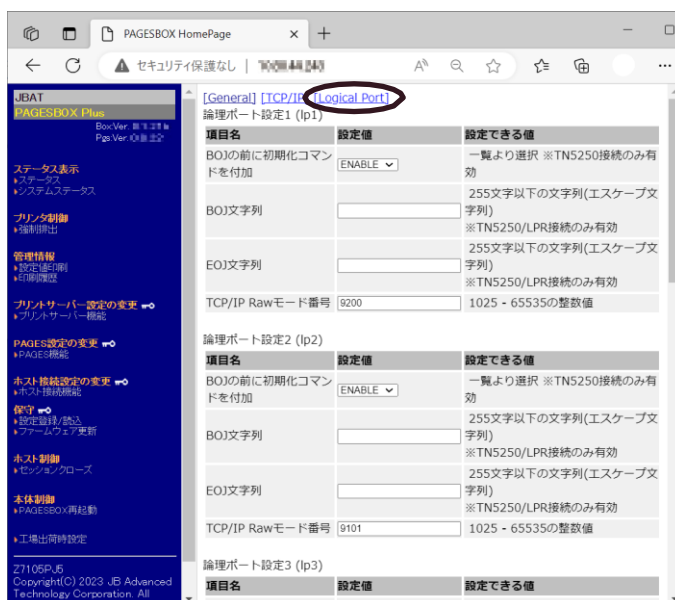 PAGESBOX HomePage
セキュリティ保護なし
JBAT
PAGESBOX Plus
BoxVer.
PgsVer.
ステータス表示
ステータス
システムステータス
プリンタ制御
強制排出
管理情報
設定値印刷
印刷履歴
プリントサーバー設定の変更
プリントサーバー機能
PAGES設定の変更
PAGES機能
ホスト接続設定の変更
ホスト接続機能
保守
設定登録/読込
ファームウェア更新
ホスト制御
セッションクローズ
本体制御
PAGESBOX再起動
工場出荷時設定
Z7105PJ5
Copyright(C) 2023 JB Advanced
Technology Corporation. All
[General] [TCP/IP] [Logical Port]
論理ポート設定1 (lp1)
項目名 設定値 設定できる値
BOJの前に初期化コマン ENABLE 一覧より選択 ※TN5250接続のみ有
ドを付加 効
255文字以下の文字列(エスケープ文
BOJ文字列 字列)
※TN5250/LPR接続のみ有効
255文字以下の文字列(エスケープ文
EOJ文字列 字列)
※TN5250/LPR接続のみ有効
TCP/IP Rawモード番号 9200 1025 - 65535の整数値
論理ポート設定2 (lp2)
項目名 設定値 設定できる値
BOJの前に初期化コマン ENABLE 一覧より選択 ※TN5250接続のみ有
ドを付加 効
255文字以下の文字列(エスケープ文
BOJ文字列 字列)
※TN5250/LPR接続のみ有効
255文字以下の文字列(エスケープ文
EOJ文字列 字列)
※TN5250/LPR接続のみ有効
TCP/IP Rawモード番号 9101 1025 - 65535の整数値
論理ポート設定3 (lp3)
項目名 設定値 設定できる値